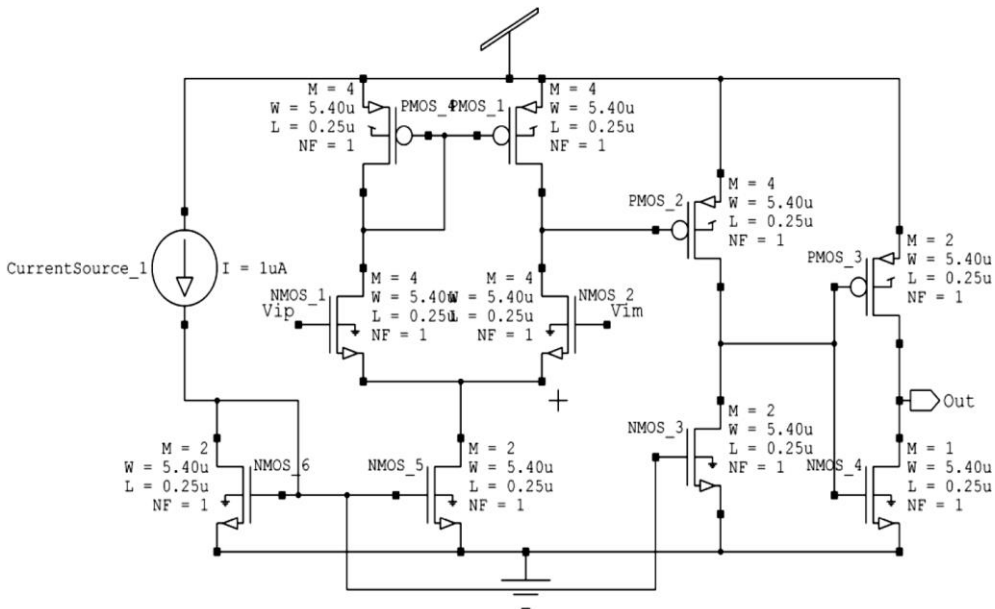 M = 4
W = 5.40u
L = 0.25u
NF = 1
PMOS_4
PMOS_1
M = 4
W = 5.40u
L = 0.25u
NF = 1
PMOS_2
M = 4
W = 5.40u
L = 0.25u
NF = 1
CurrentSource_1
I = 1uA
PMOS_3
M = 2
W = 5.40u
L = 0.25u
NF = 1
NMOS_1
Vip
M = 4
W = 5.40u
L = 0.25u
NF = 1
M = 4
W = 5.40u
L = 0.25u
NF = 1
NMOS_2
Vim
Out
M = 2
W = 5.40u
L = 0.25u
NF = 1
NMOS_6
NMOS_5
M = 2
W = 5.40u
L = 0.25u
NF = 1
NMOS_3
M = 2
W = 5.40u
L = 0.25u
NF = 1
NMOS_4
M = 1
W = 5.40u
L = 0.25u
NF = 1